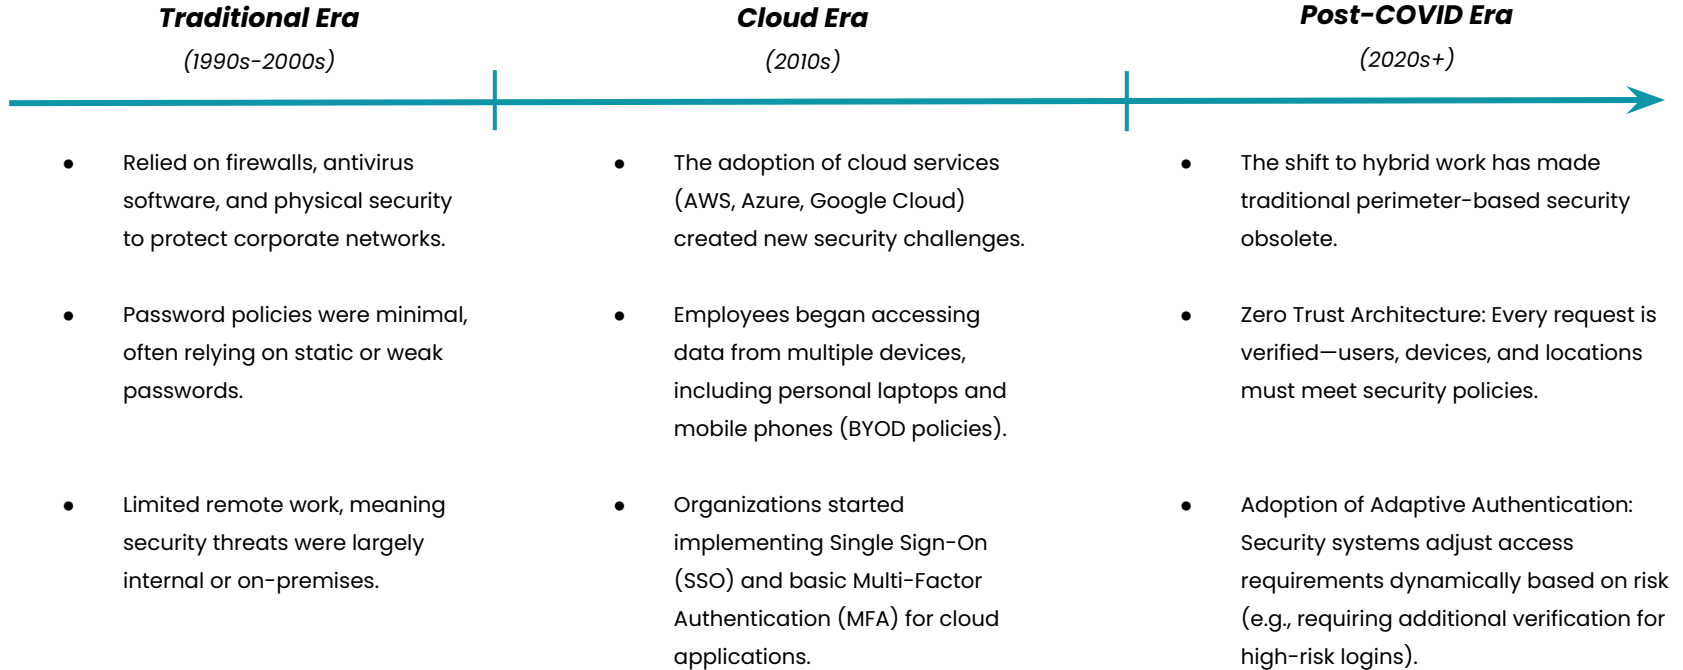 Traditional Era
(1990s-2000s)
● Relied on firewalls, antivirus
software, and physical security
to protect corporate networks.
● Password policies were minimal,
often relying on static or weak
passwords.
● Limited remote work, meaning
security threats were largely
internal or on-premises.
Cloud Era
(2010s)
● The adoption of cloud services
(AWS, Azure, Google Cloud)
created new security challenges.
● Employees began accessing
data from multiple devices,
including personal laptops and
mobile phones (BYOD policies).
● Organizations started
implementing Single Sign-On
(SSO) and basic Multi-Factor
Authentication (MFA) for cloud
applications.
Post-COVID Era
(2020s+)
● The shift to hybrid work has made
traditional perimeter-based security
obsolete.
● Zero Trust Architecture: Every request is
verified—users, devices, and locations
must meet security policies.
● Adoption of Adaptive Authentication:
Security systems adjust access
requirements dynamically based on risk
(e.g., requiring additional verification for
high-risk logins).